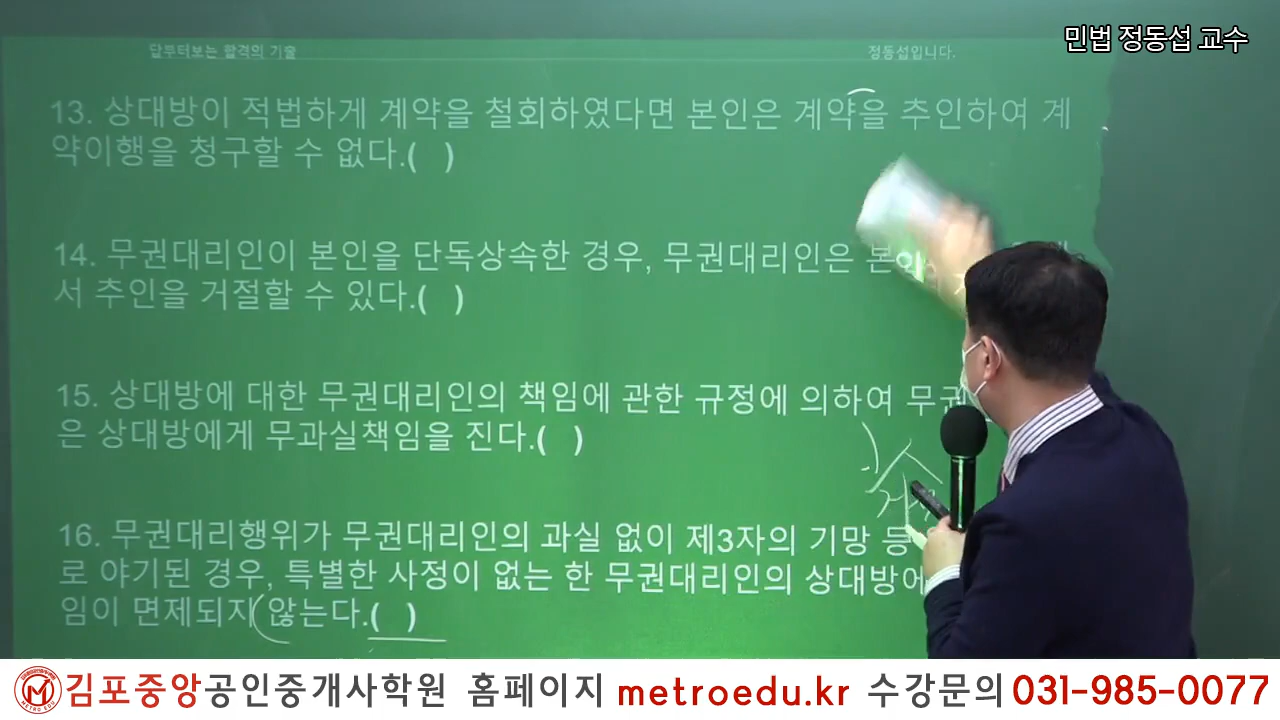 민법 정동섭 교수
답부터보는 합격의 기술 정동섭입니다.
13. 상대방이 적법하게 계약을 철회하였다면 본인은 계약을 추인하여 계
약이행을 청구할 수 없다.( )
14. 무권대리인이 본인을 단독상속한 경우, 무권대리인은 본인
서 추인을 거절할 수 있다.( )
15. 상대방에 대한 무권대리인의 책임에 관한 규정에 의하여
은 상대방에게 무과실책임을 진다.( )
16. 무권대리행위가 무권대리인의 과실 없이 제3자의 기망 등
로 야기된 경우, 특별한 사정이 없는 한 무권대리인의 상대방에
임이 면제되지 않는다.( )
METRO EDU 김포중앙공인중개사학원 홈페이지 metroedu.kr 수강문의 031-985-0077